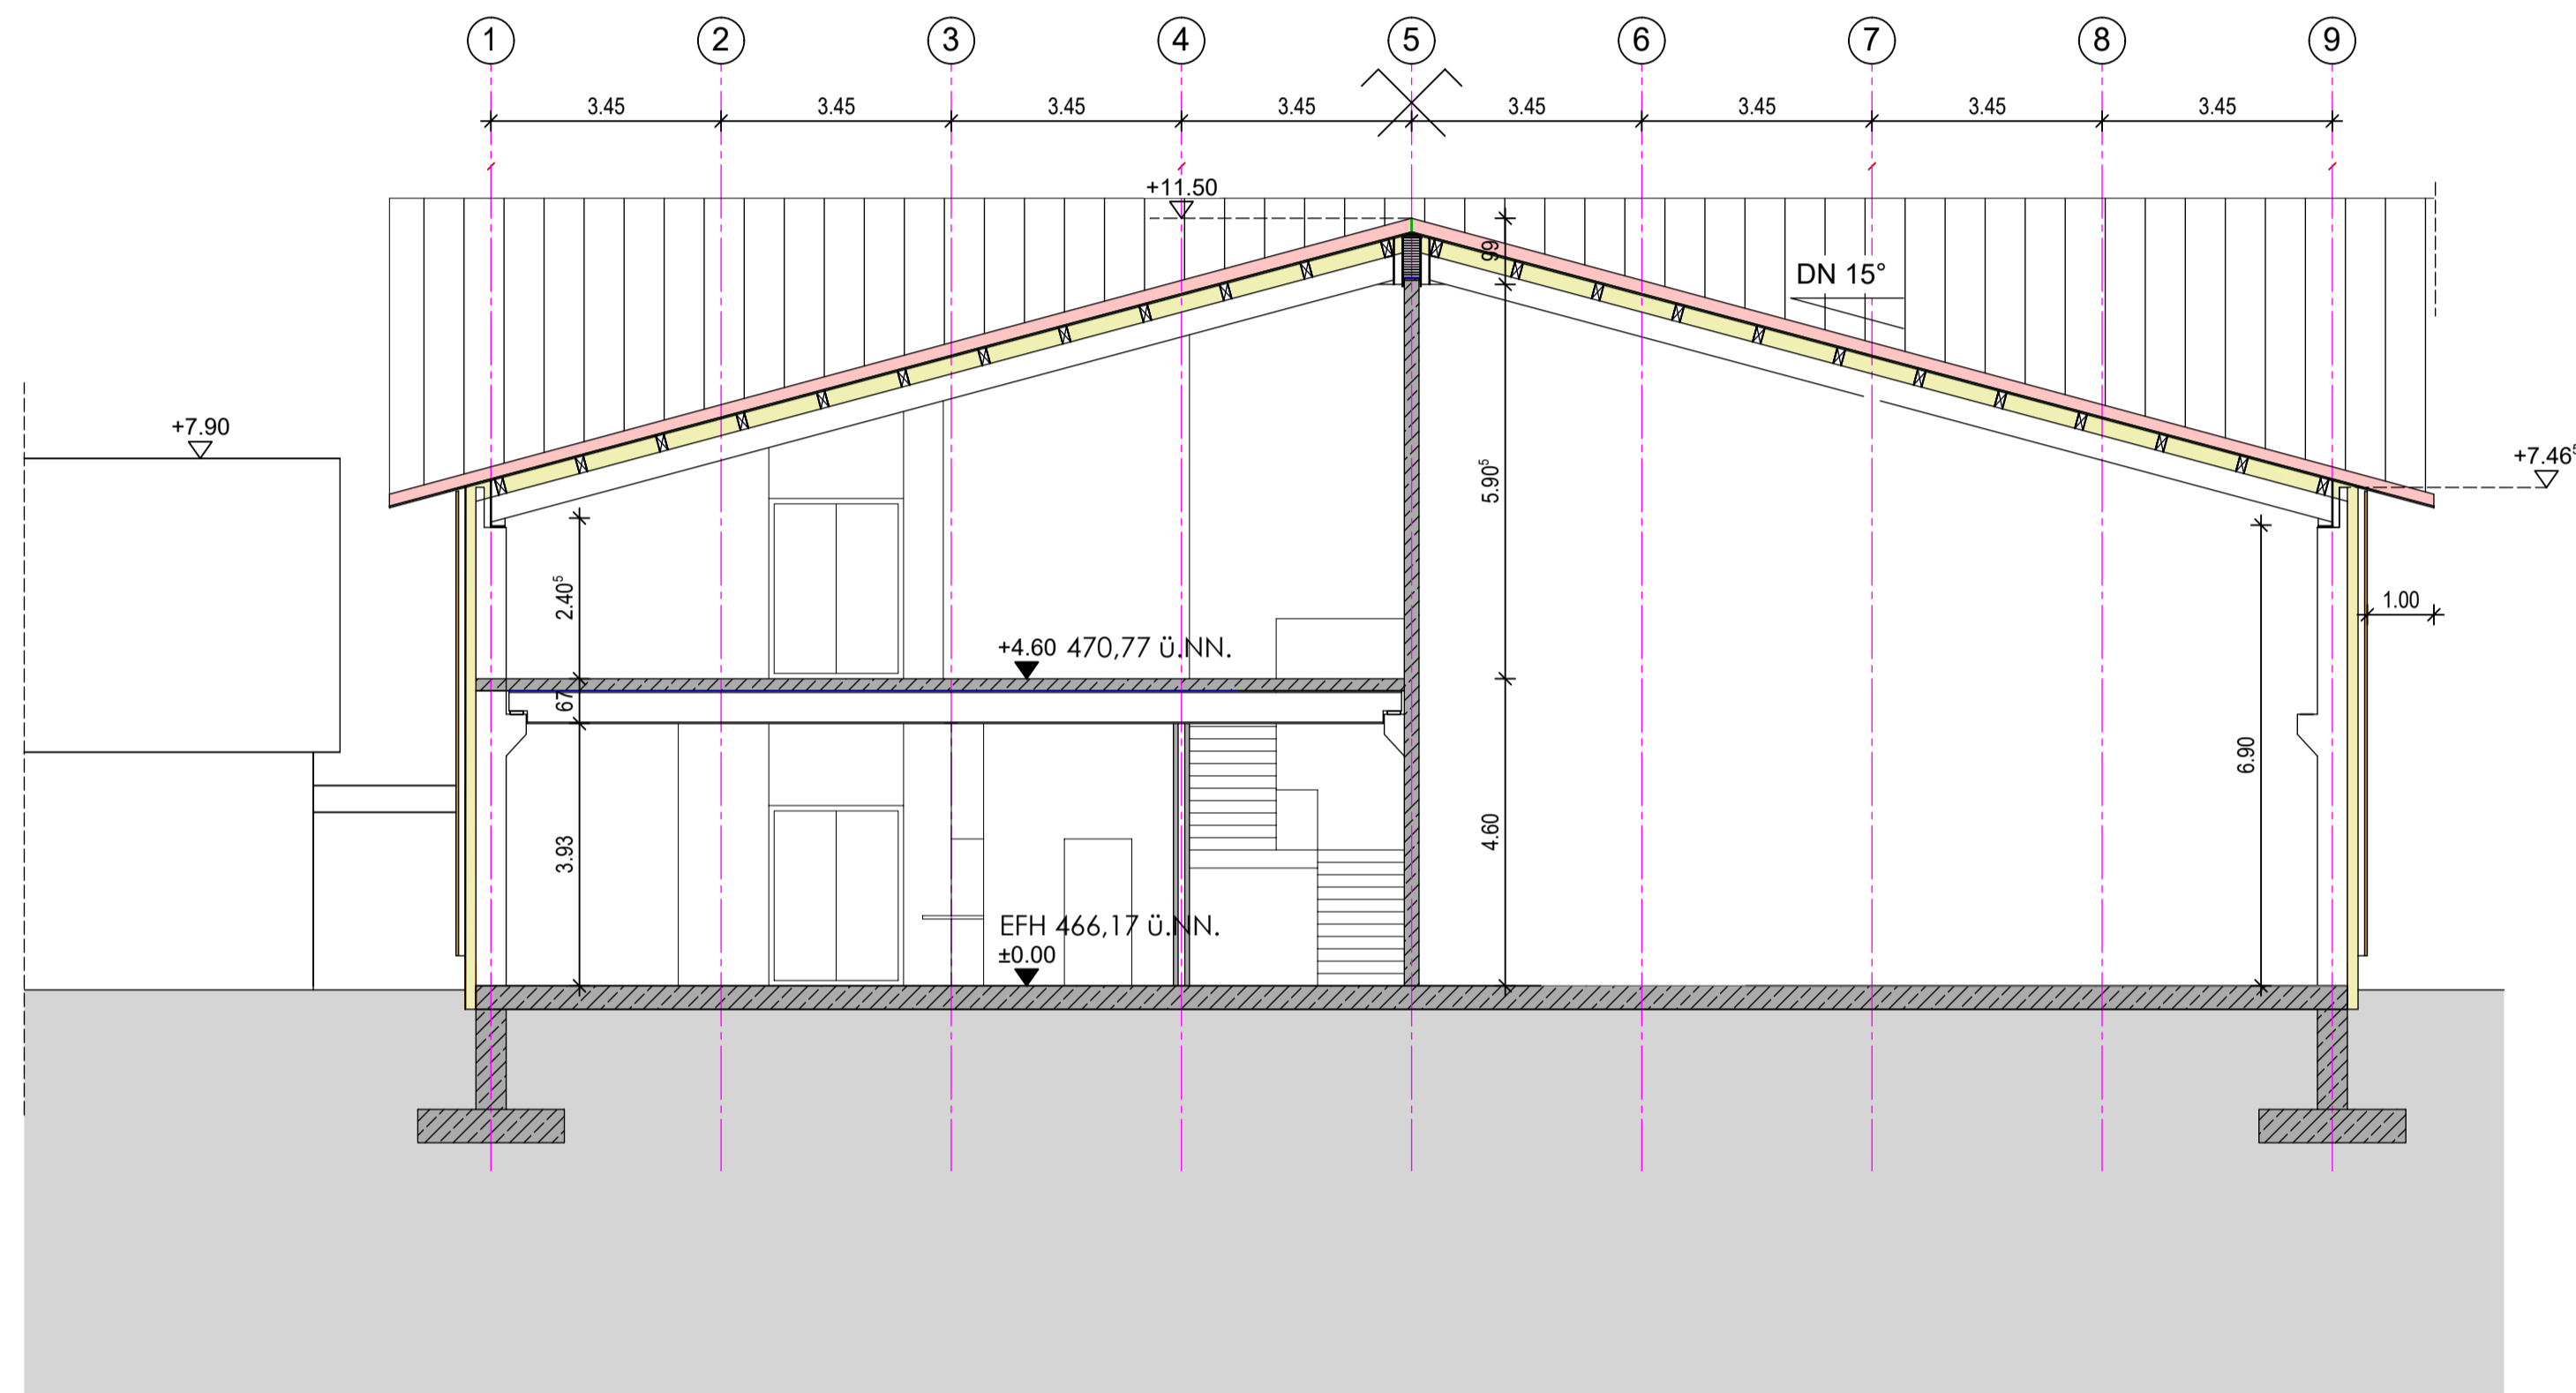 1 2 3 4 5 6 7 8 9
3.45 3.45 3.45 3.45 3.45 3.45 3.45 3.45
+11.50
99
DN 15°
+7.90
+7.46⁵
5.90⁵
2.40⁵
1.00
+4.60 470,77 ü.NN.
67
6.90
4.60
3.93
EFH 466,17 ü.NN.
±0.00